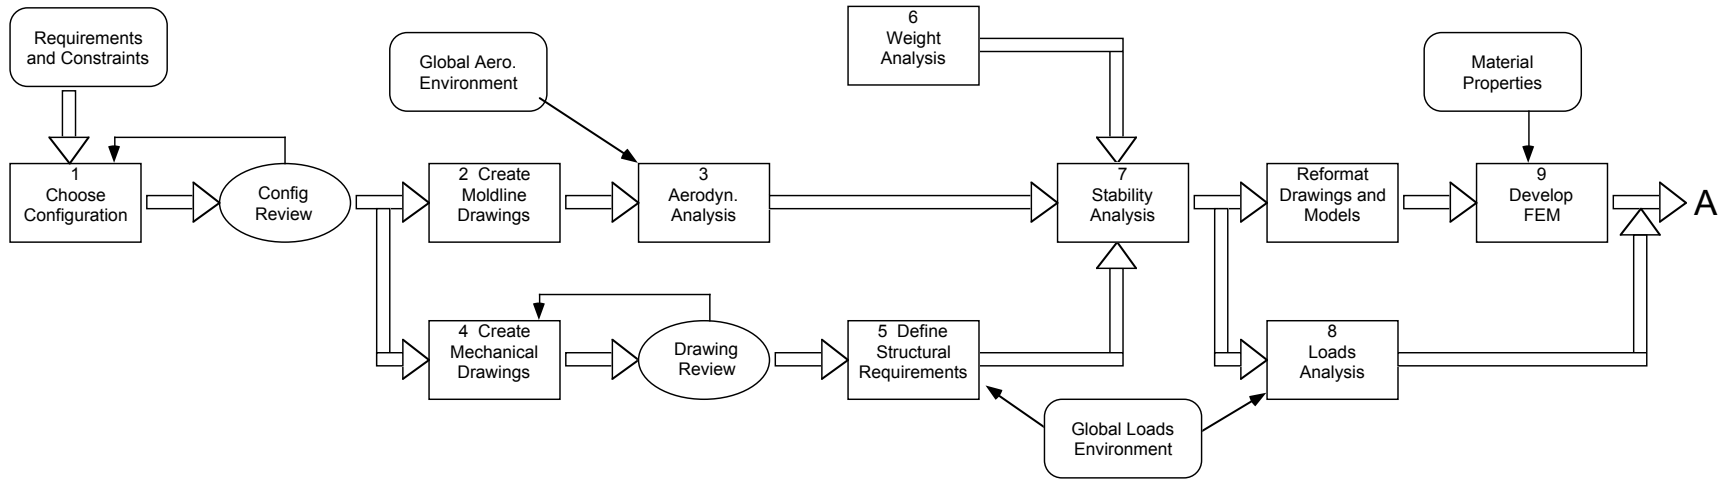 Requirements
and Constraints
Global Aero.
Environment
6
Weight
Analysis
Material
Properties
1
Choose
Configuration
Config
Review
2 Create
Moldline
Drawings
3
Aerodyn.
Analysis
7
Stability
Analysis
Reformat
Drawings and
Models
9
Develop
FEM
A
4 Create
Mechanical
Drawings
Drawing
Review
5 Define
Structural
Requirements
8
Loads
Analysis
Global Loads
Environment